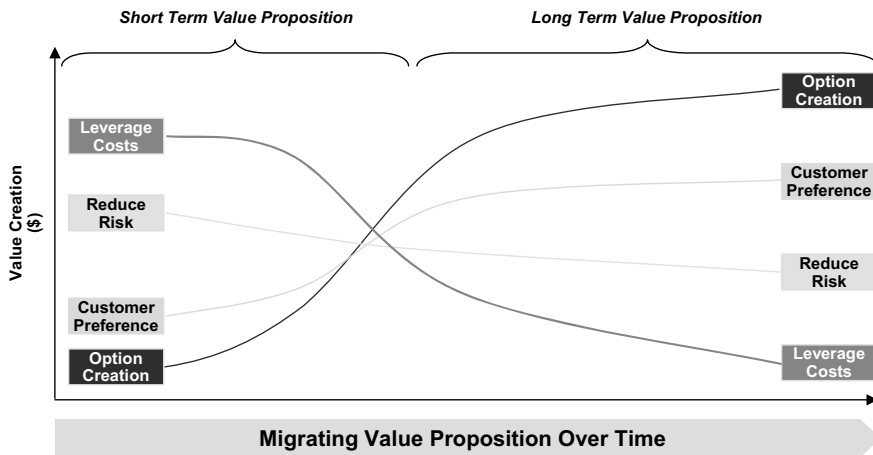 Short Term Value Proposition
Long Term Value Proposition
Value Creation
($)
Leverage
Costs
Reduce
Risk
Customer
Preference
Option
Creation
Option
Creation
Customer
Preference
Reduce
Risk
Leverage
Costs
Migrating Value Proposition Over Time